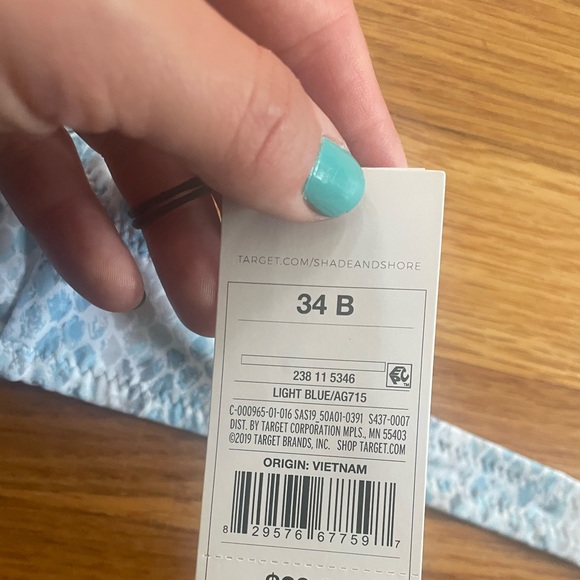 TARGET.COM/SHADEANDSHORE
34 B
238 11 5346
LIGHT BLUE/AG715
C-000965-01-016 SAS19_50A01-0391 S437-0007
DIST. BY TARGET CORPORATION MPLS., MN 55403
©2019 TARGET BRANDS, INC. SHOP TARGET.COM
ORIGIN: VIETNAM
8 29576 67759 7